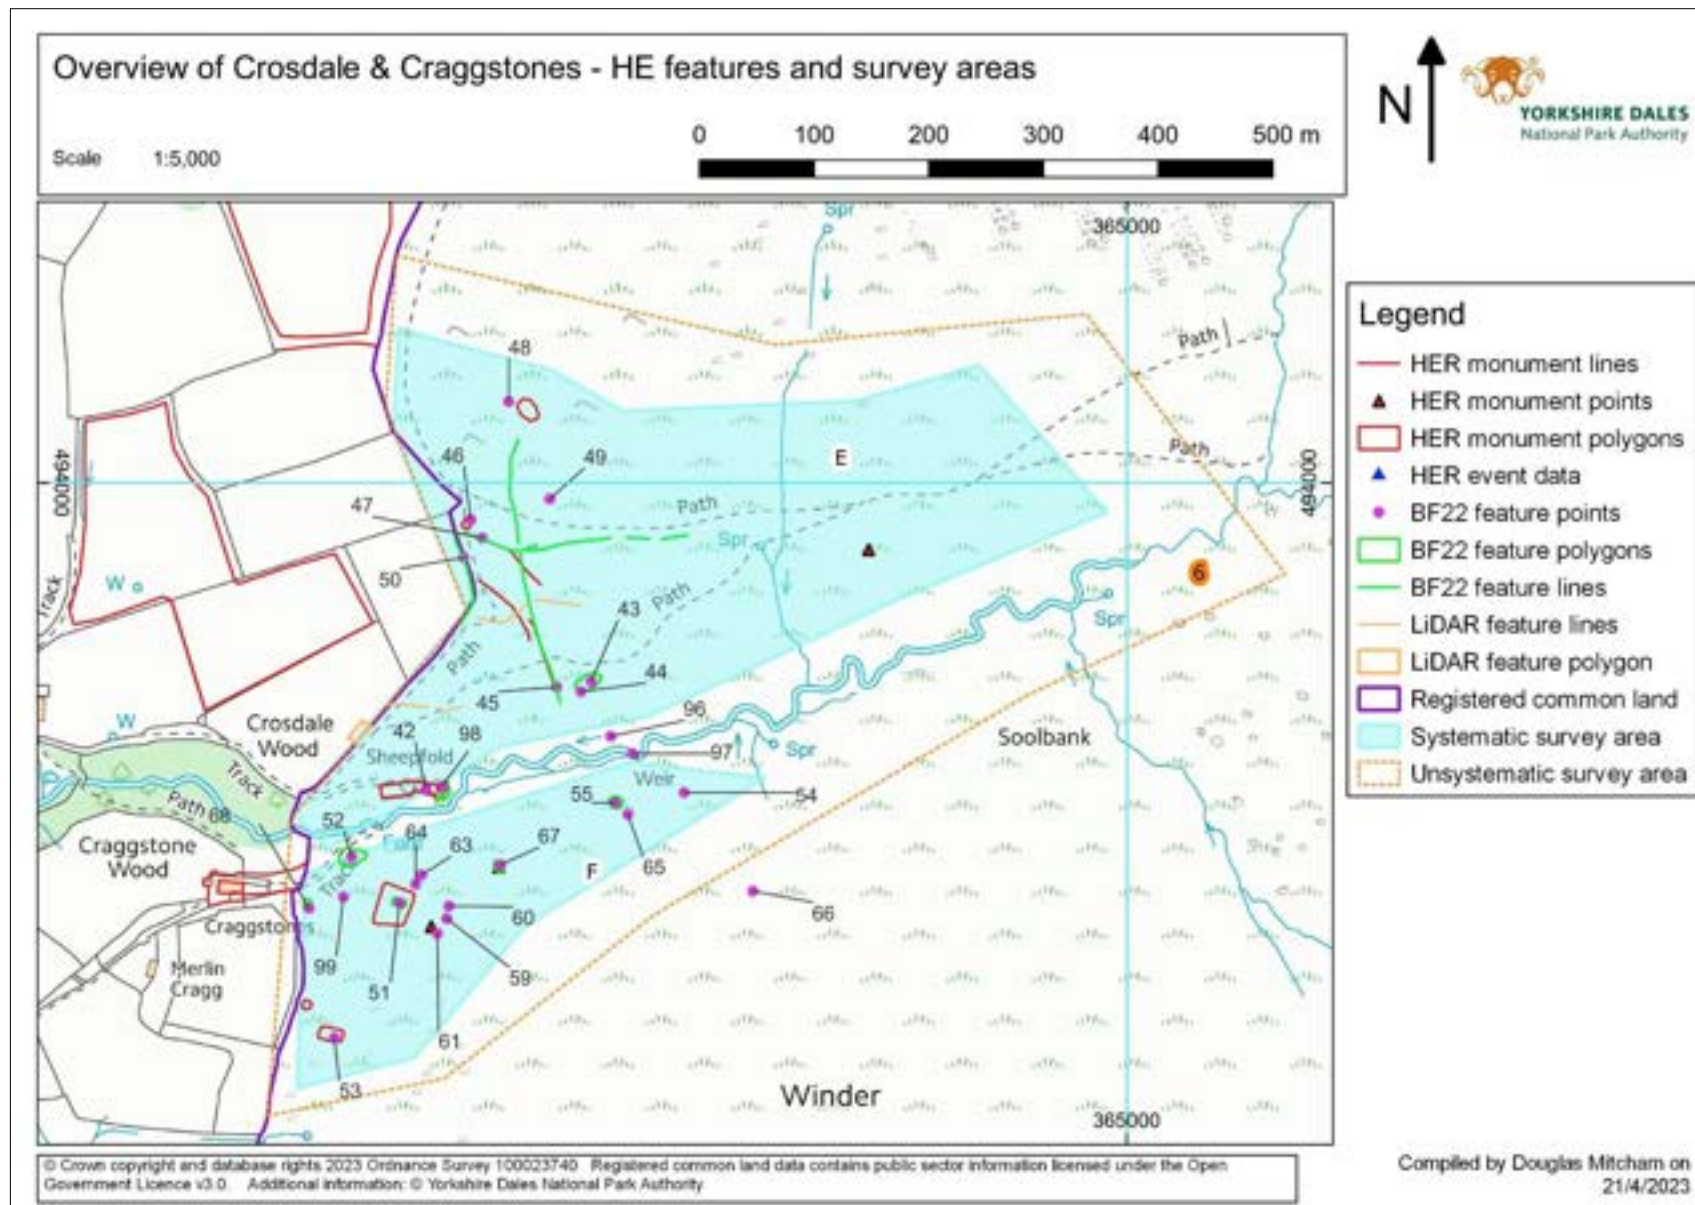 Overview of Crosdale & Craggstones - HE features and survey areas
Scale 1:5,000
0 100 200 300 400 500 m
N
YORKSHIRE DALES
National Park Authority
Spr
365000
Path
48
Path
E
46
49
494000
494000
47
Path
Spr
50
6
W
Track
43
Spr
Path
44
45
96
W
Crosdale
Wood
42
98
Sheepfold
97
Spr
Soolbank
Track
Weir
Path
68
55
54
52
64
63
67
Craggstone
Wood
Ford
65
F
Track
60
66
Craggstones
99
51
59
Merlin
Cragg
61
53
Winder
365000
Legend
HER monument lines
HER monument points
HER monument polygons
HER event data
BF22 feature points
BF22 feature polygons
BF22 feature lines
LiDAR feature lines
LiDAR feature polygon
Registered common land
Systematic survey area
Unsystematic survey area
© Crown copyright and database rights 2023 Ordnance Survey 100023740 Registered common land data contains public sector information licensed under the Open
Government Licence v3.0. Additional information: © Yorkshire Dales National Park Authority
Compiled by Douglas Mitcham on
21/4/2023